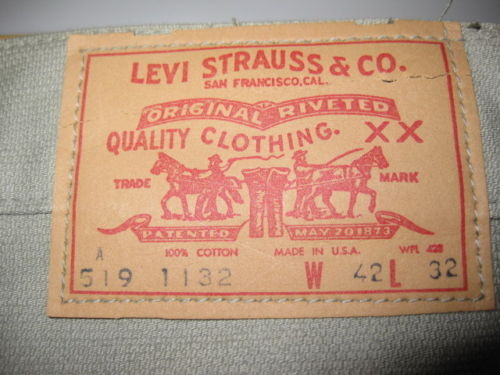 LEVI STRAUSS & CO.
SAN FRANCISCO, CAL.
ORIGINAL RIVETED
QUALITY CLOTHING. XX
TRADE MARK
PATENTED MAY 20 1873
100% COTTON MADE IN U.S.A. WPL 423
A
519 1132 W 42 L 32